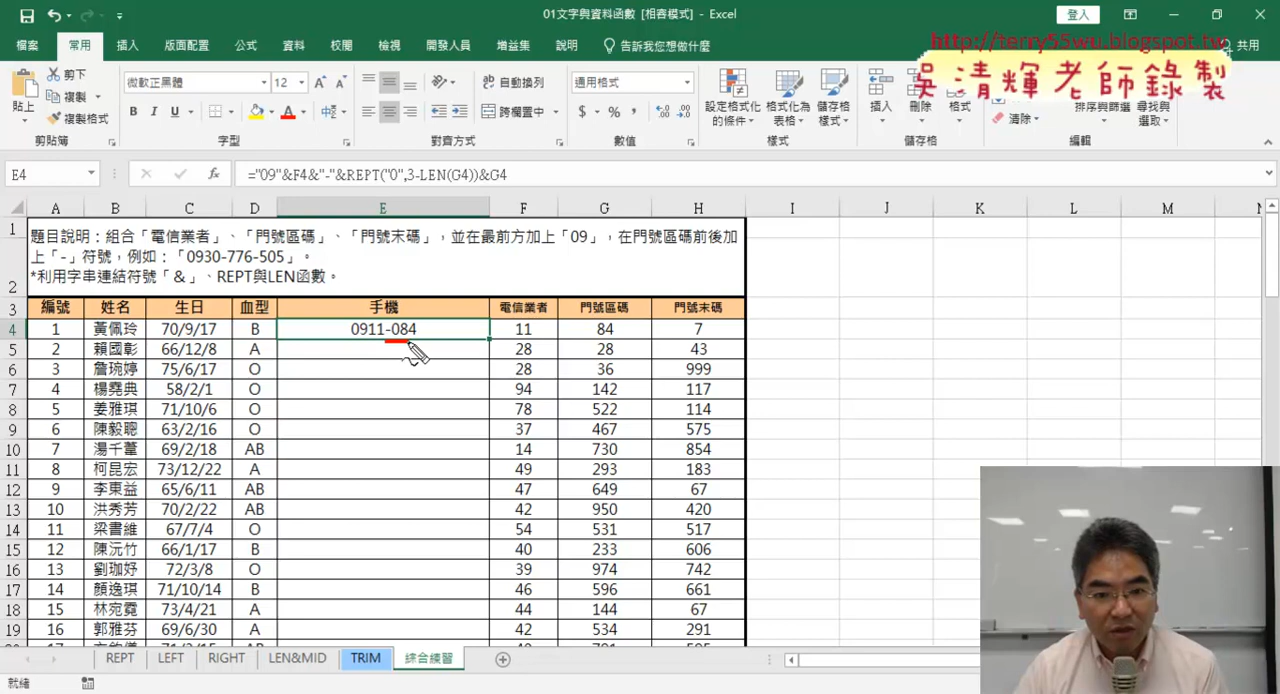 01文字與資料函數 [相容模式] - Excel
登入
檔案 常用 插入 版面配置 公式 資料 校閱 檢視 開發人員 增益集 說明 告訴我您想做什麼 共用
http://terry55wu.blogspot.tw
吳清輝老師錄製
貼上 剪下 複製 複製格式 剪貼簿
微軟正黑體 12 B I U 字型
自動換列 跨欄置中 對齊方式
通用格式 $ % 數值
設定格式化的條件 格式化為表格 儲存格樣式 樣式
插入 刪除 格式 儲存格
清除 排序與篩選 尋找與選取 編輯
E4 fx ="09"&F4&"-"&REPT("0",3-LEN(G4))&G4
A B C D E F G H I J K L M
1 題目說明：組合「電信業者」、「門號區碼」、「門號末碼」，並在最前方加上「09」，在門號區碼前後加
上「-」符號，例如：「0930-776-505」。
2 *利用字串連結符號「&」、REPT與LEN函數。
3 編號 姓名 生日 血型 手機 電信業者 門號區碼 門號末碼
4 1 黃佩玲 70/9/17 B 0911-084 11 84 7
5 2 賴國彰 66/12/8 A 28 28 43
6 3 詹琬婷 75/6/17 O 28 36 999
7 4 楊堯典 58/2/1 O 94 142 117
8 5 姜雅琪 71/10/6 O 78 522 114
9 6 陳毅聰 63/2/16 O 37 467 575
10 7 湯千葦 69/2/18 AB 14 730 854
11 8 柯昆宏 73/12/22 A 49 293 183
12 9 李東益 65/6/11 AB 47 649 67
13 10 洪秀芳 70/2/22 AB 42 950 420
14 11 梁書維 67/7/4 O 54 531 517
15 12 陳沅竹 66/1/17 B 40 233 606
16 13 劉珈妤 72/3/8 O 39 974 742
17 14 顏逸琪 71/10/14 B 46 596 661
18 15 林宛霓 73/4/21 A 44 144 67
19 16 郭雅芬 69/6/30 A 42 534 291
REPT LEFT RIGHT LEN&MID TRIM 綜合練習
就緒